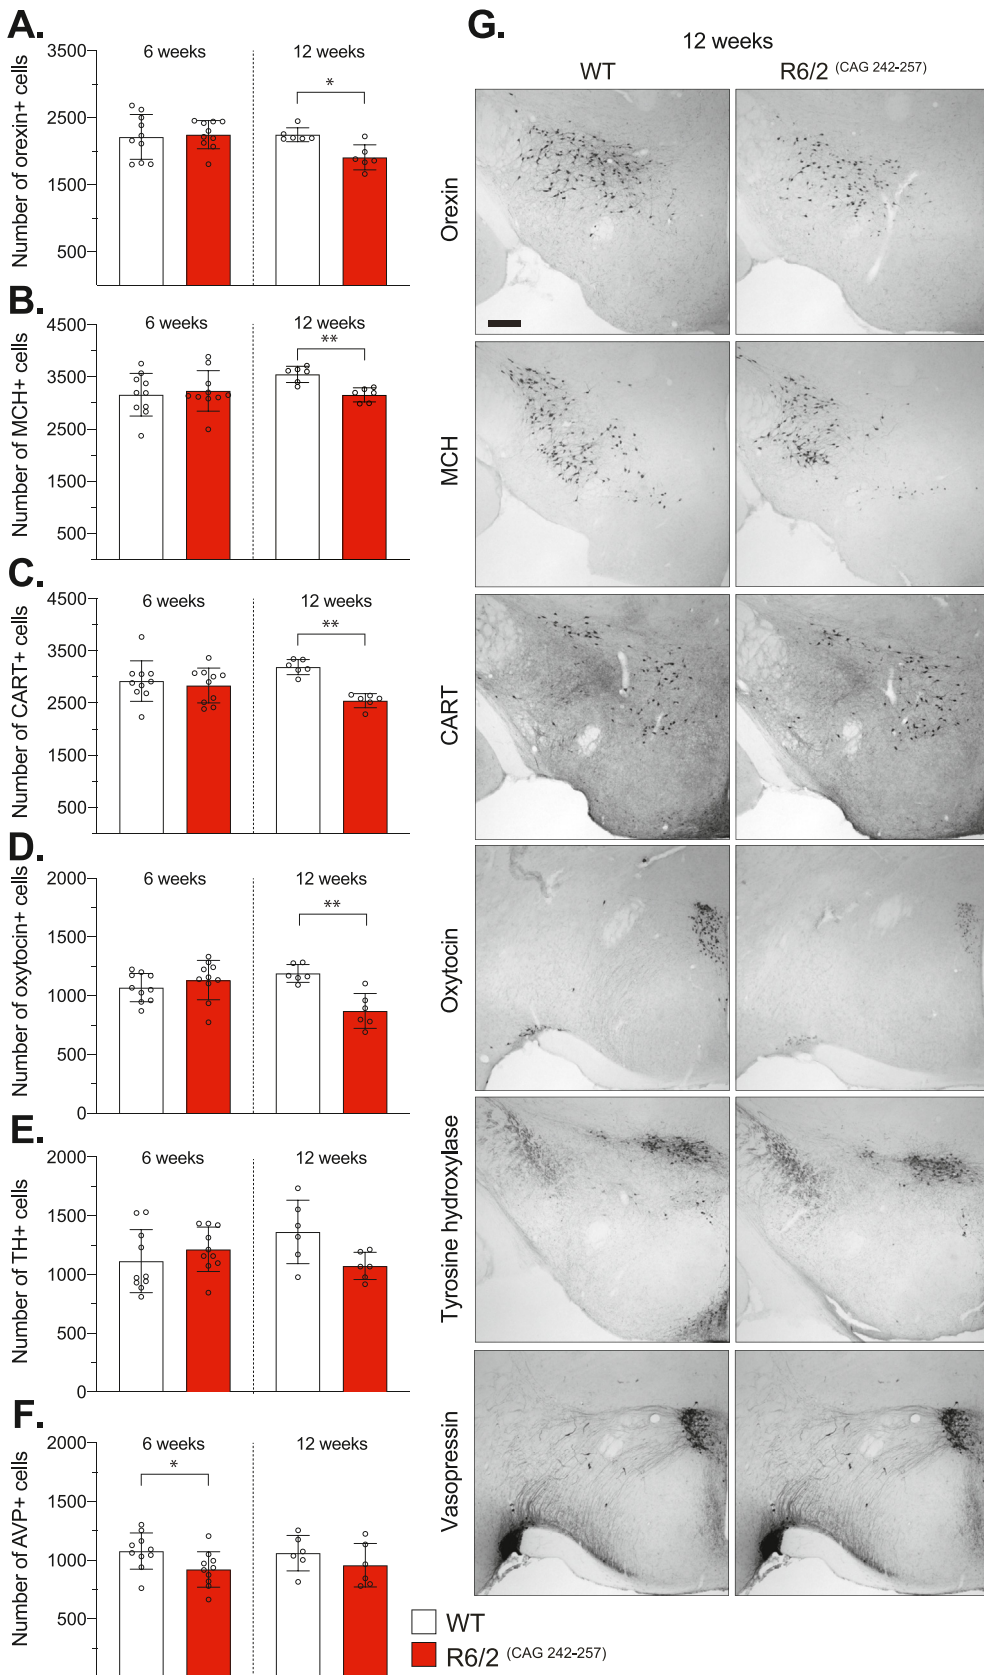 A.
Number of orexin+ cells
3500
2500
1500
500
6 weeks
12 weeks
*
B.
Number of MCH+ cells
4500
3500
2500
1500
500
6 weeks
12 weeks
**
C.
Number of CART+ cells
4500
3500
2500
1500
500
6 weeks
12 weeks
**
D.
Number of oxytocin+ cells
2000
1500
1000
500
0
6 weeks
12 weeks
**
E.
Number of TH+ cells
2000
1500
1000
500
0
6 weeks
12 weeks
F.
Number of AVP+ cells
2000
1500
1000
500
6 weeks
12 weeks
*
WT
R6/2 (CAG 242-257)
G.
12 weeks
WT
R6/2 (CAG 242-257)
Orexin
MCH
CART
Oxytocin
Tyrosine hydroxylase
Vasopressin